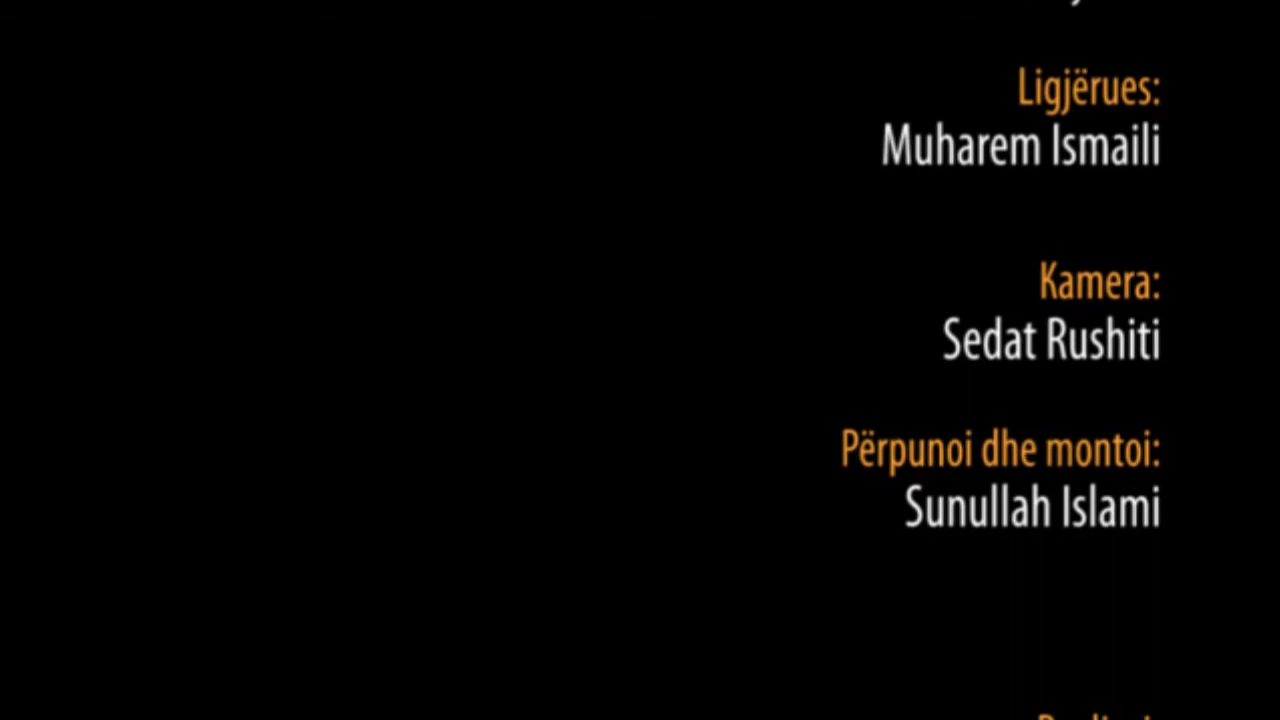 Ligjërues:
Muharem Ismaili
Kamera:
Sedat Rushiti
Përpunoi dhe montoi:
Sunullah Islami